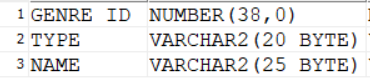 1 GENRE ID NUMBER(38,0)
2 TYPE VARCHAR2(20 BYTE)
3 NAME VARCHAR2(25 BYTE)